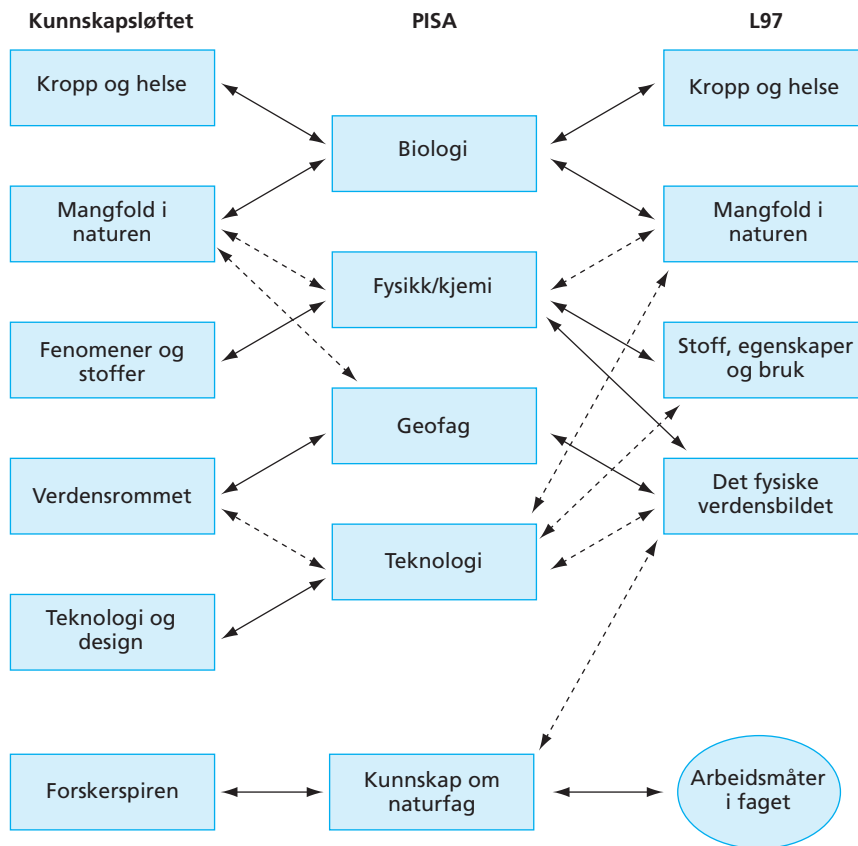 Kunnskapsløftet
PISA
L97
Kropp og helse
Biologi
Kropp og helse
Mangfold i
naturen
Fysikk/kjemi
Mangfold i
naturen
Fenomener og
stoffer
Geofag
Stoff, egenskaper
og bruk
Verdensrommet
Teknologi
Det fysiske
verdensbildet
Teknologi og
design
Forskerspiren
Kunnskap om
naturfag
Arbeidsmåter
i faget